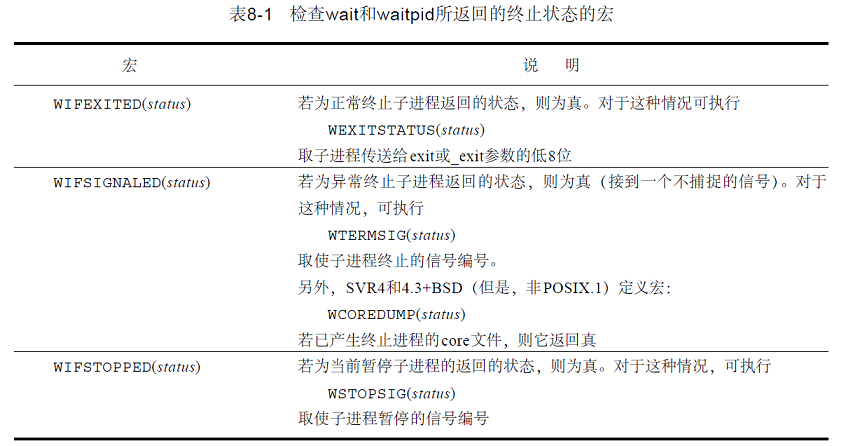 表8-1 检查wait和waitpid所返回的终止状态的宏
宏 说 明
WIFEXITED(status) 若为正常终止子进程返回的状态，则为真。对于这种情况可执行
WEXITSTATUS(status)
取子进程传送给exit或_exit参数的低8位
WIFSIGNALED(status) 若为异常终止子进程返回的状态，则为真（接到一个不捕捉的信号）。对于
这种情况，可执行
WTERMSIG(status)
取使子进程终止的信号编号。
另外，SVR4和4.3+BSD（但是，非POSIX.1）定义宏：
WCOREDUMP(status)
若已产生终止进程的core文件，则它返回真
WIFSTOPPED(status) 若为当前暂停子进程的返回的状态，则为真。对于这种情况，可执行
WSTOPSIG(status)
取使子进程暂停的信号编号